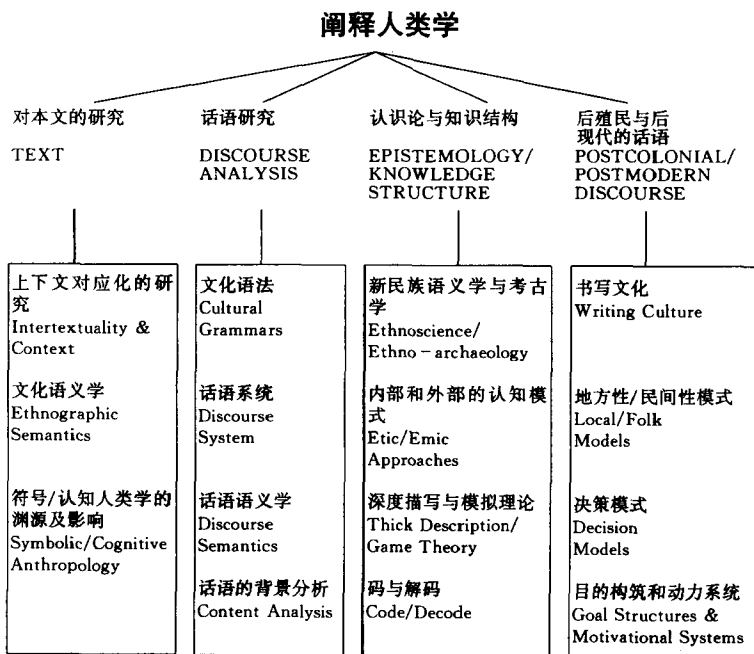 阐释人类学
对本文的研究
TEXT
话语研究
DISCOURSE
ANALYSIS
认识论与知识结构
EPISTEMOLOGY/
KNOWLEDGE
STRUCTURE
后殖民与后
现代的话语
POSTCOLONIAL/
POSTMODERN
DISCOURSE
上下文对应化的研
究
Intertextuality &
Context
文化语义学
Ethnographic
Semantics
符号/认知人类学的
渊源及影响
Symbolic/Cognitive
Anthropology
文化语法
Cultural
Grammars
话语系统
Discourse
System
话语语义学
Discourse
Semantics
话语的背景分析
Content Analysis
新民族语义学与考古
学
Ethnoscience/
Ethno-archaeology
内部和外部的认知模
式
Etic/Emic
Approaches
深度描写与模拟理论
Thick Description/
Game Theory
码与解码
Code/Decode
书写文化
Writing Culture
地方性/民间性模式
Local/Folk
Models
决策模式
Decision
Models
目的构筑和动力系统
Goal Structures &
Motivational Systems